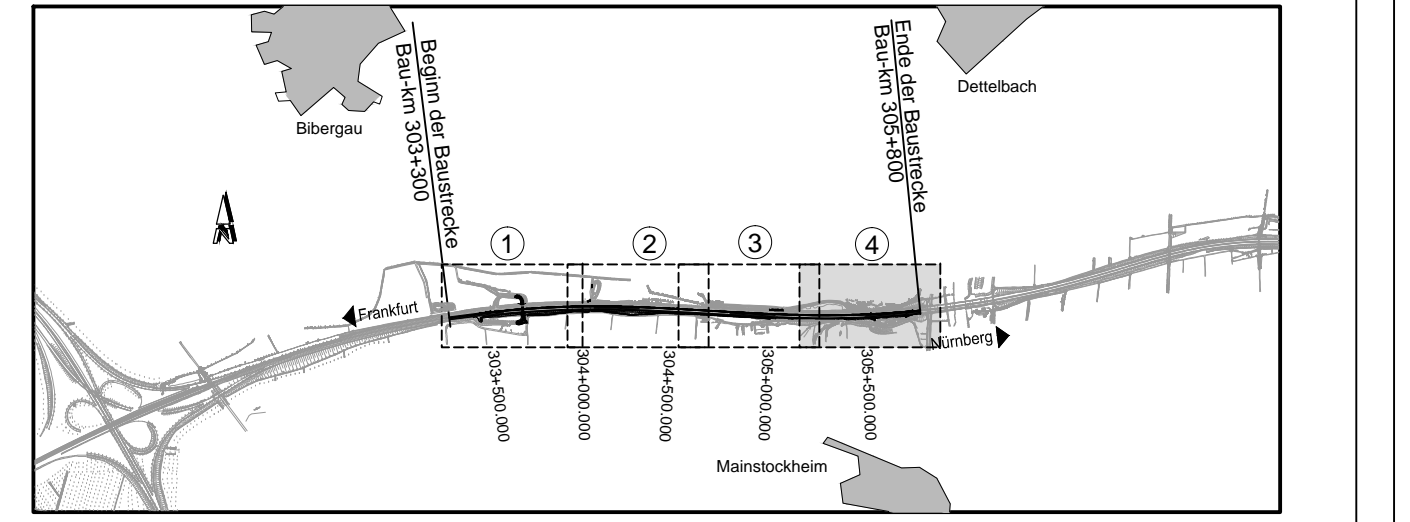 Bibergau
Beginn der Baustrecke
Bau-km 303+300
Ende der Baustrecke
Bau-km 305+800
Dettelbach
N
1
2
3
4
Frankfurt
Nürnberg
303+500.000
304+000.000
304+500.000
305+000.000
305+500.000
Mainstockheim